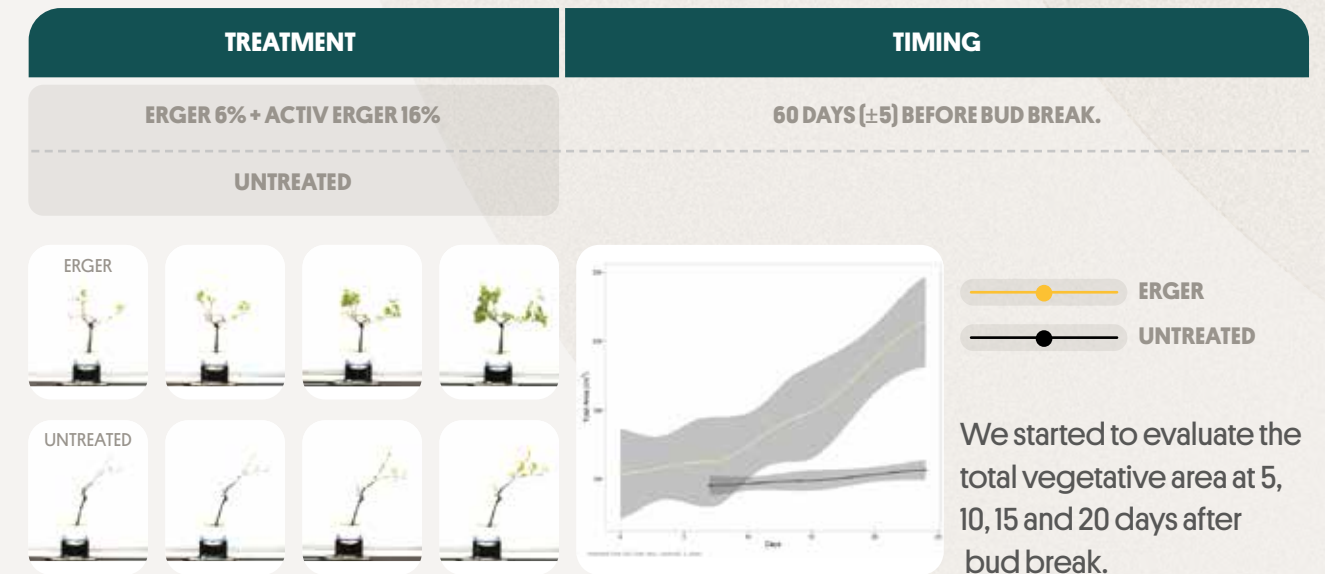 TREATMENT
TIMING
ERGER 6% + ACTIV ERGER 16%
60 DAYS (±5) BEFORE BUD BREAK.
UNTREATED
ERGER
UNTREATED
Days
ERGER
UNTREATED
We started to evaluate the
total vegetative area at 5,
10, 15 and 20 days after
bud break.